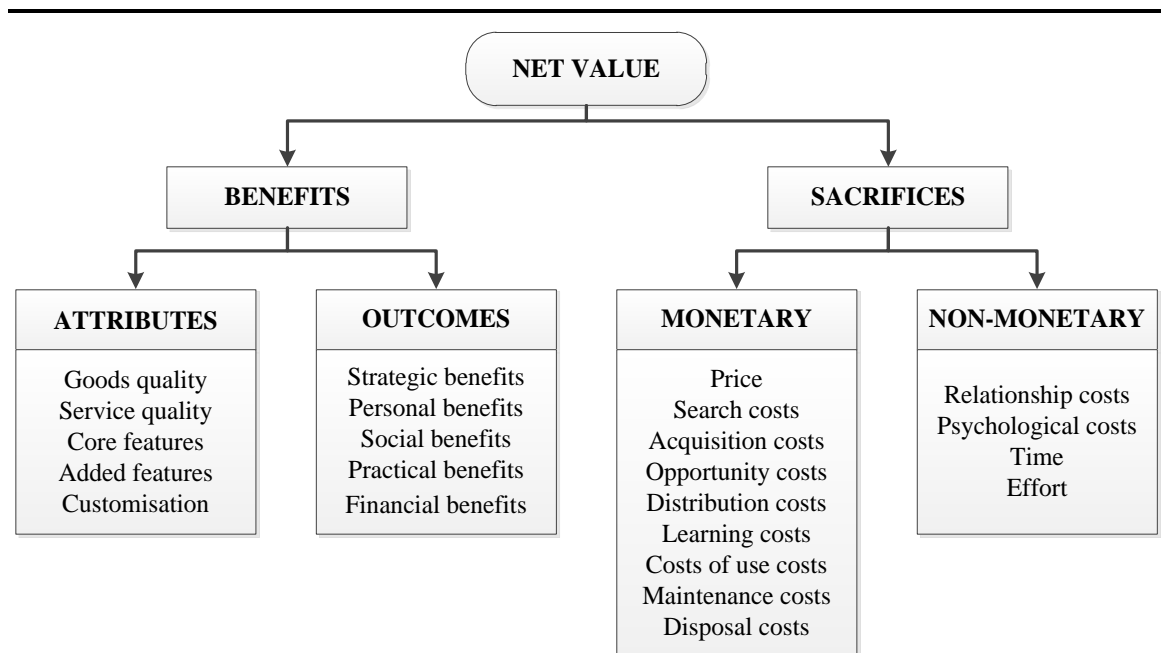 NET VALUE
BENEFITS
SACRIFICES
ATTRIBUTES
Goods quality
Service quality
Core features
Added features
Customisation
OUTCOMES
Strategic benefits
Personal benefits
Social benefits
Practical benefits
Financial benefits
MONETARY
Price
Search costs
Acquisition costs
Opportunity costs
Distribution costs
Learning costs
Costs of use costs
Maintenance costs
Disposal costs
NON-MONETARY
Relationship costs
Psychological costs
Time
Effort